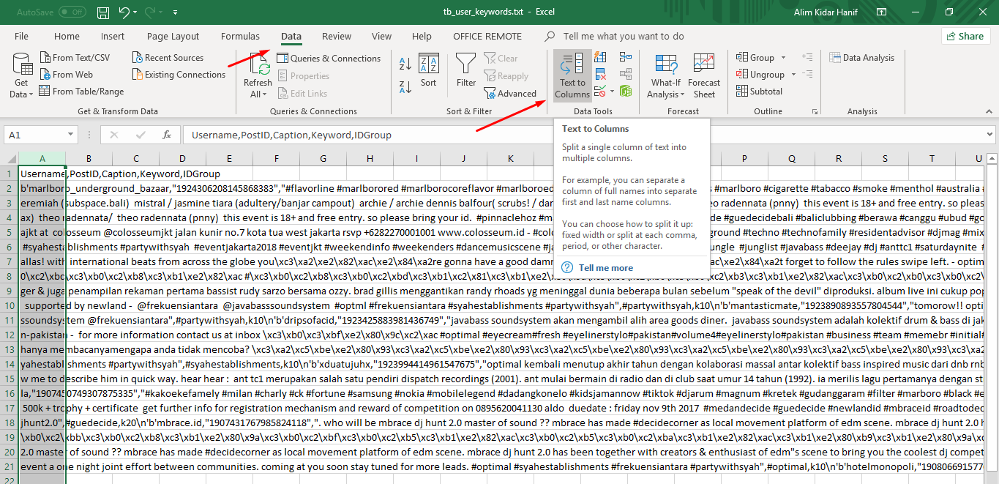 AutoSave Off
tb_user_keywords.txt - Excel
Alim Kidar Hanif
File Home Insert Page Layout Formulas Data Review View Help OFFICE REMOTE Tell me what you want to do
Share
Get Data
From Text/CSV
From Web
From Table/Range
Recent Sources
Existing Connections
Get & Transform Data
Refresh All
Queries & Connections
Properties
Edit Links
Queries & Connections
Sort
Filter
Clear
Reapply
Advanced
Sort & Filter
Text to Columns
Data Tools
What-If Analysis
Forecast Sheet
Forecast
Group
Ungroup
Subtotal
Outline
Data Analysis
Analysis
A1
fx
Username,PostID,Caption,Keyword,IDGroup
Text to Columns
Split a single column of text into
multiple columns.
For example, you can separate a
column of full names into separate
first and last name columns.
You can choose how to split it up:
fixed width or split at each comma,
period, or other character.
Tell me more
A B C D E F G H I J K P Q R S T U
1 Username,PostID,Caption,Keyword,IDGroup
2 b'marlboro_underground_bazaar,"1924306208145868383","#flavorline #marlborored #marlborocoreflavor #marlboroed s #marlboro #cigarette #tabacco #smoke #menthol #australia
3 eremiah (subspace.bali) mistral / jasmine tiara (adultery/banjar campout) archie / archie dennis balfour( scrubs! / dan eo radennata (pnny) this event is 18+ and free entry. so pleas
4 ax) theo radennata/ theo radennata (pnny) this event is 18+ and free entry. so please bring your id. #pinnaclehoz #ma de #guedecidebali #baliclubbing #berawa #canggu #ubud #go
5 ajkt at colosseum @colosseumjkt jalan kunir no.7 kota tua west jakarta rsvp +6282270001001 www.colosseum.id - #colo ground #techno #technofamily #residentadvisor #djmag #mix
6 #syahestablishments #partywithsyah #eventjakarta2018 #eventjkt #weekendinfo #weekenders #dancemusicscene #j ungle #junglist #javabass #deejay #dj #anttc1 #saturdaynite #
7 allas! with international beats from across the globe you\xc3\xa2\xe2\x82\xac\xe2\x84\xa2re gonna have a good damn ac\xe2\x84\xa2t forget to follow the rules swipe left. - optim
8 0\xc2\xbc\xc3\xb0\xc2\xb8\xc3\xb1\xe2\x82\xac #\xc3\xb0\xc2\xb8\xc3\xb0\xc2\xbd\xc3\xb1\xc2\x81\xc3\xb1\xe2\x
9 ger & juga penampilan rekaman pertama bassist rudy sarzo bersama ozzy. brad gillis menggantikan randy rhoads yg meninggal dunia beberapa bulan sebelum "speak of the devil" diproduksi. album live ini cukup pop
10 supported by newland - @frekuensiantara @javabasssoundsystem #optml #frekuensiantara #syahestablishments #partywithsyah",#partywithsyah,k10\n'b'mantasticmate,"1923890893557804544","tomorow!! opti
11 ssoundsystem @frekuensiantara",#partywithsyah,k10\n'b'dripsofacid,"1923425883981436749","javabass soundsystem akan mengambil alih area goods diner. javabass soundsystem adalah kolektif drum & bass di jak
12 n-pakistan - for more information contact us at inbox \xc3\xb0\xc3\xbf\xe2\x80\x9c\xc2\xac #optimal #eyecream#fresh #eyelinerstylo#pakistan#volume4#eyelinerstylo#pakistan #business #team #memebr #initial#
13 hanya membacanyamengapa anda tidak mencoba? \xc3\xa2\xc5\xbe\xe2\x80\x93\xc3\xa2\xc5\xbe\xe2\x80\x93\xc3\xa2\xc5\xbe\xe2\x80\x93\xc3\xa2\xc5\xbe\xe2\x80\x93\xc3\xa2\xc5\xbe\xe2\x80\x93\xc3\xa2
14 yahestablishments #partywithsyah",#syahestablishments,k10\n'b'xduatujuhx,"1923994414961547675","optimal kembali menutup akhir tahun dengan kolaborasi massal antar kolektif bass inspired music dari dnb rnb
15 w me to describe him in quick way. hear hear : ant tc1 merupakan salah satu pendiri dispatch recordings (2001). ant mulai bermain di radio dan di club saat umur 14 tahun (1992). ia merilis lagu pertamanya dengan st
16 la,"1907450749307875335","#kakoekefamely #milan #charly #ck #fortune #samsung #nokia #mobilelegend #dadangkonelo #kidsjamannow #tiktok #djarum #magnum #kretek #gudanggaram #filter #marboro #black #e
17 500k + trophy + certificate get further info for registration mechanism and reward of competition on 0895620041130 aldo duedate : friday nov 9th 2017 #medandecide #guedecide #newlandid #mbraceid #roadtodec
18 jhunt2.0",#guedecide,k20\n'b'mbrace.id,"1907431767985824118",". who will be mbrace dj hunt 2.0 master of sound ?? mbrace has made #decidecorner as local movement platform of edm scene. mbrace dj hunt 2.0 h
19 \xb0\xc2\xbb\xc3\xb0\xc2\xb8\xc3\xb1\xe2\x80\x9a\xc3\xb0\xc2\xbf\xc3\xb0\xc2\xb5\xc3\xb1\xe2\x82\xac\xc3\xb0\xc2\xb5\xc3\xb0\xc2\xba\xc3\xb1\xe2\x82\xac\xc3\xb0\xc2\xb8\xc3\xb1\xe2\x80\xb9\xc3\xb1\xe2\x80\x9a\xc
20 2.0 master of sound ?? mbrace has made #decidecorner as local movement platform of edm scene. mbrace dj hunt 2.0 has been together with creators & enthusiast of edm"s scene to bring you the coolest dj compet
21 event a one night joint effort between communities. coming at you soon stay tuned for more leads. #optimal #syahestablishments #frekuensiantara #partywithsyah",#optimal,k10\n'b'hotelmonopoli,"190806691577
22